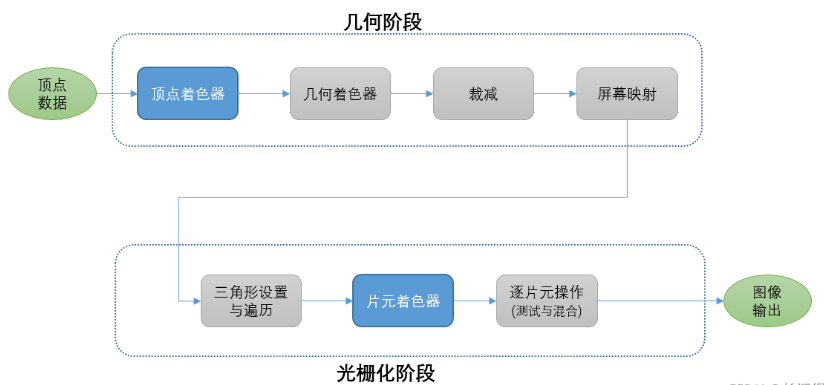 几何阶段
顶点
数据
顶点着色器
几何着色器
裁减
屏幕映射
三角形设置
与遍历
片元着色器
逐片元操作
(测试与混合)
图像
输出
光栅化阶段